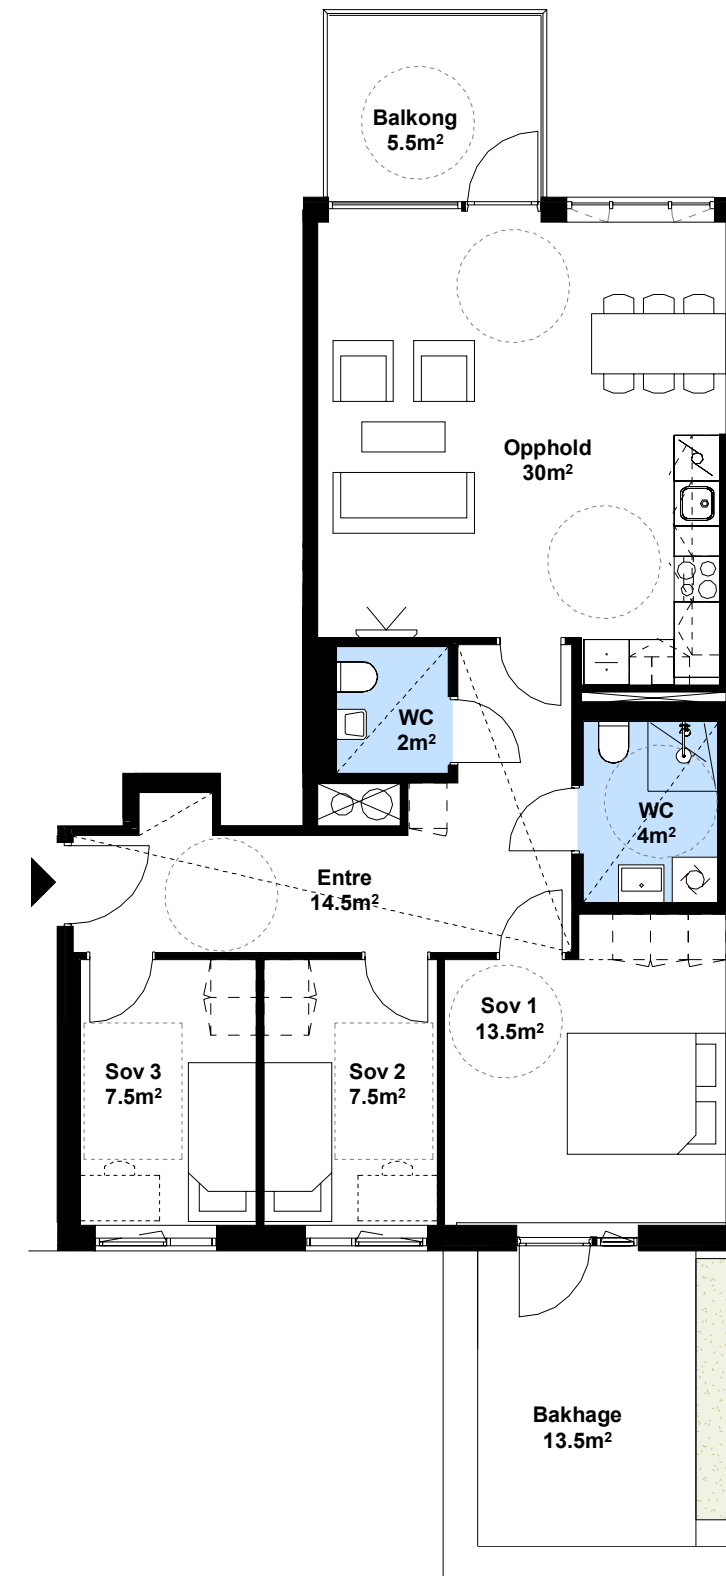 Balkong
5.5m²
Opphold
30m²
WC
2m²
WC
4m²
Entre
14.5m²
Sov 1
13.5m²
Sov 3
7.5m²
Sov 2
7.5m²
Bakhage
13.5m²